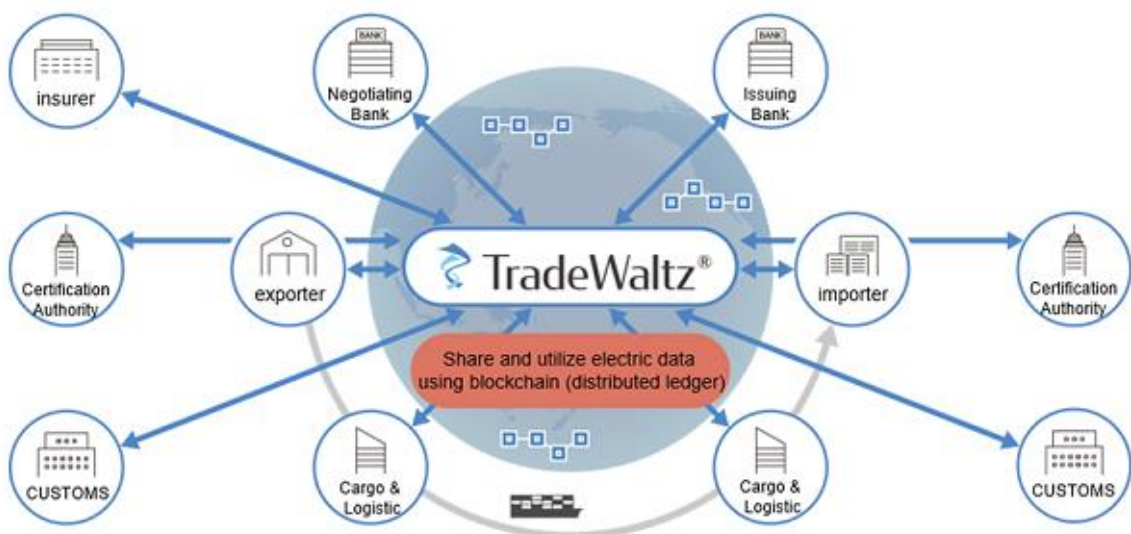 BANK
BANK
insurer
Negotiating
Bank
Issuing
Bank
Certification
Authority
exporter
TradeWaltz®
importer
Certification
Authority
Share and utilize electric data
using blockchain (distributed ledger)
CUSTOMS
Cargo &
Logistic
Cargo &
Logistic
CUSTOMS